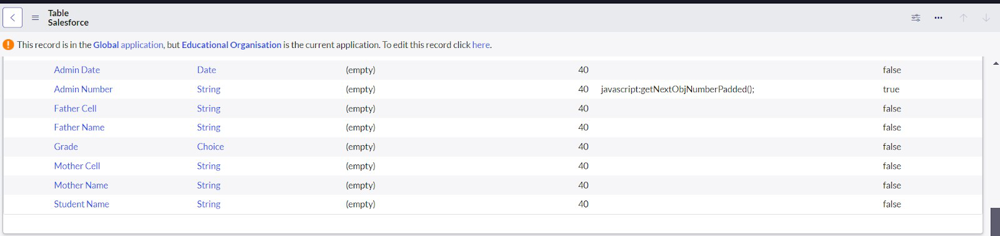 Table
Salesforce
This record is in the Global application, but Educational Organisation is the current application. To edit this record click here.
Admin Date Date (empty) 40 false
Admin Number String (empty) 40 javascript:getNextObjNumberPadded(); true
Father Cell String (empty) 40 false
Father Name String (empty) 40 false
Grade Choice (empty) 40 false
Mother Cell String (empty) 40 false
Mother Name String (empty) 40 false
Student Name String (empty) 40 false